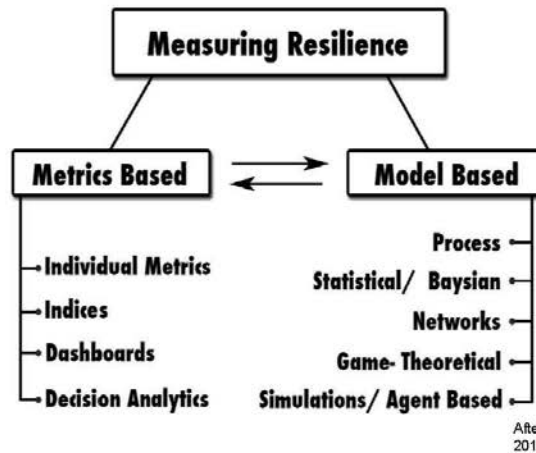 Measuring Resilience
Metrics Based
Model Based
Individual Metrics
Indices
Dashboards
Decision Analytics
Process
Statistical/ Baysian
Networks
Game- Theoretical
Simulations/ Agent Based